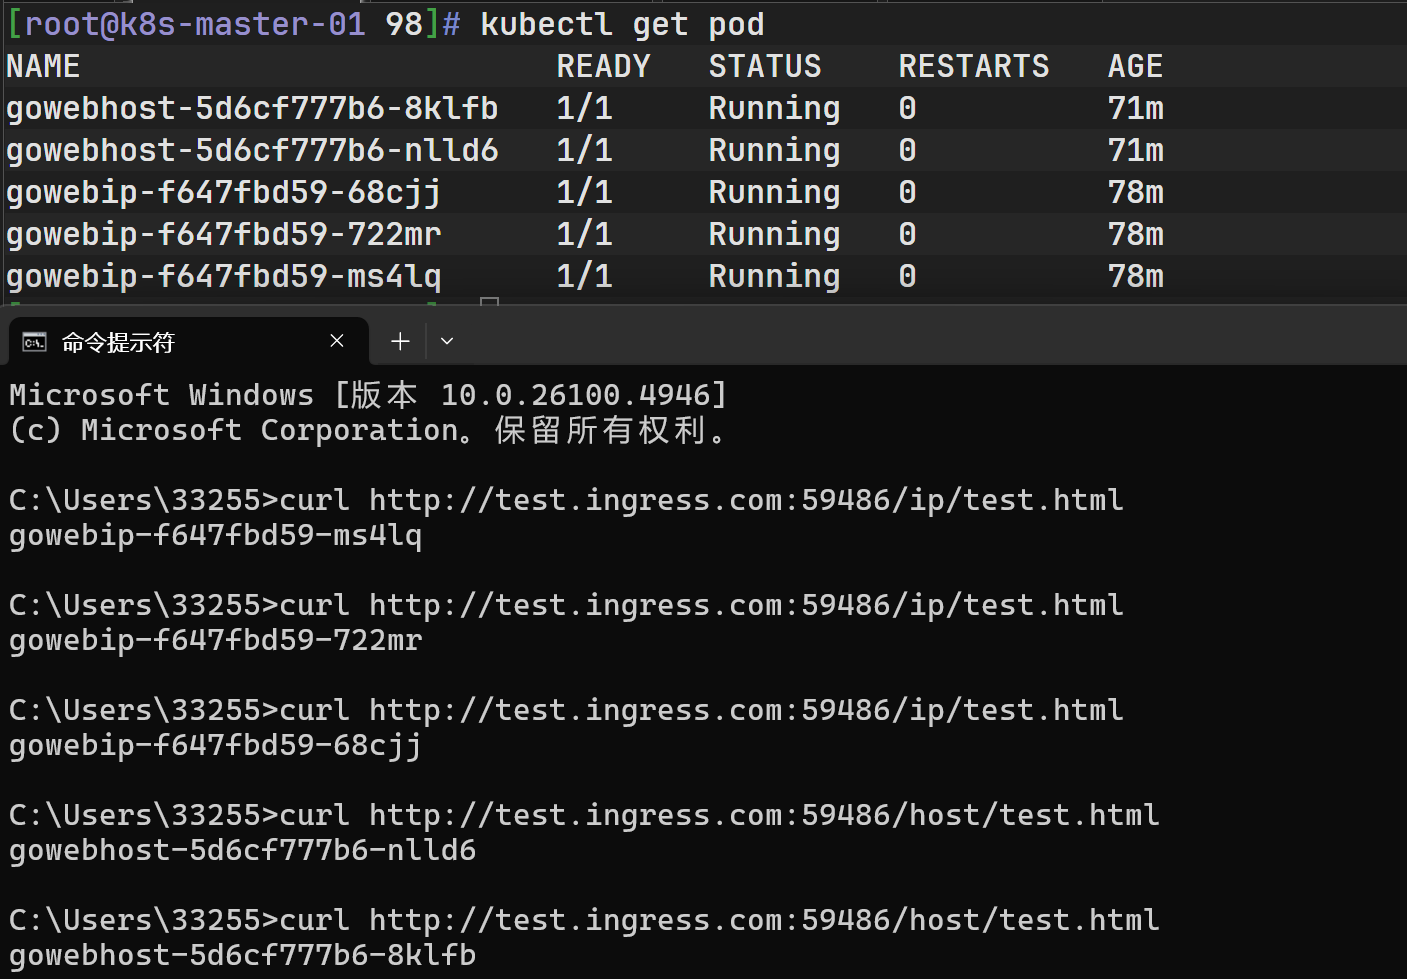 [root@k8s-master-01 98]# kubectl get pod
NAME READY STATUS RESTARTS AGE
gowebhost-5d6cf777b6-8klfb 1/1 Running 0 71m
gowebhost-5d6cf777b6-nlld6 1/1 Running 0 71m
gowebip-f647fbd59-68cjj 1/1 Running 0 78m
gowebip-f647fbd59-722mr 1/1 Running 0 78m
gowebip-f647fbd59-ms4lq 1/1 Running 0 78m
命令提示符
Microsoft Windows [版本 10.0.26100.4946]
(c) Microsoft Corporation。保留所有权利。
C:\Users\33255>curl http://test.ingress.com:59486/ip/test.html
gowebip-f647fbd59-ms4lq
C:\Users\33255>curl http://test.ingress.com:59486/ip/test.html
gowebip-f647fbd59-722mr
C:\Users\33255>curl http://test.ingress.com:59486/ip/test.html
gowebip-f647fbd59-68cjj
C:\Users\33255>curl http://test.ingress.com:59486/host/test.html
gowebhost-5d6cf777b6-nlld6
C:\Users\33255>curl http://test.ingress.com:59486/host/test.html
gowebhost-5d6cf777b6-8klfb